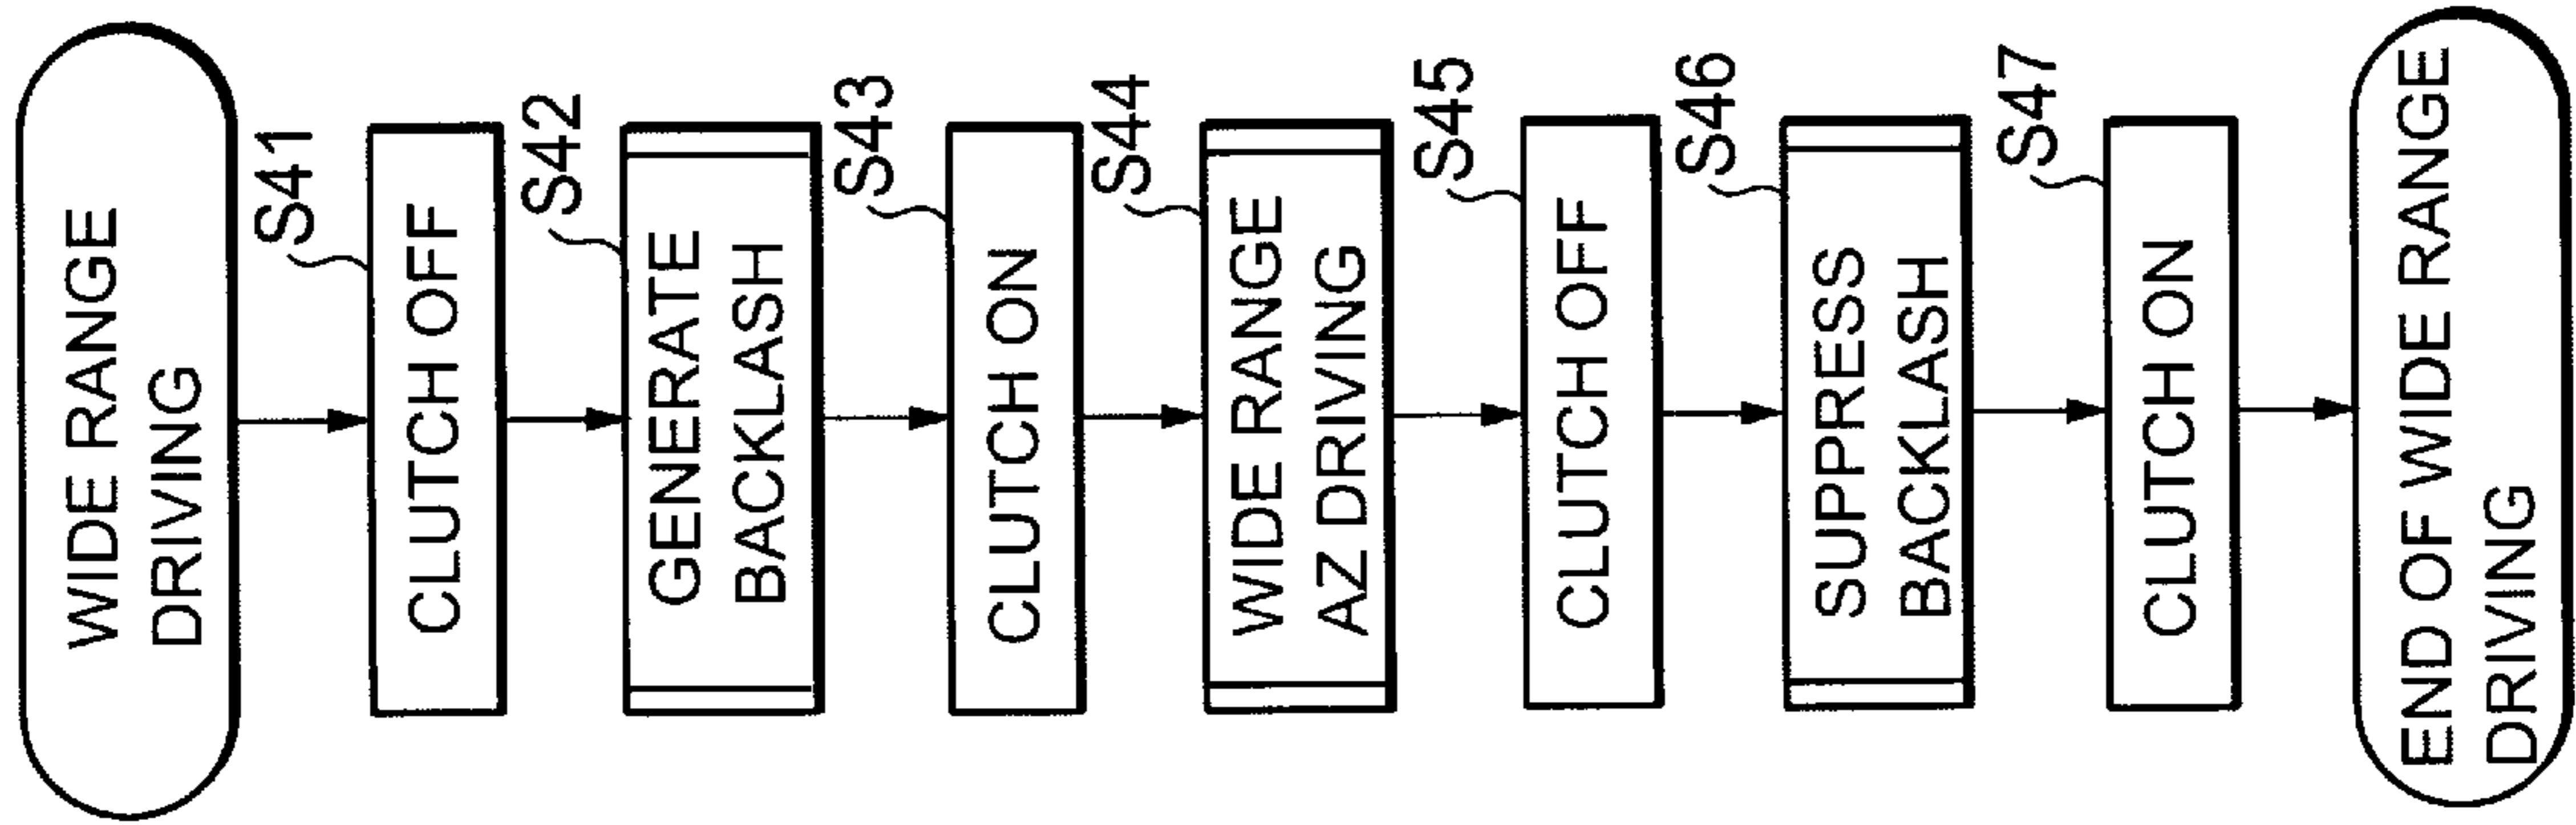 WIDE RANGE
DRIVING
S41
CLUTCH OFF
S42
GENERATE
BACKLASH
S43
CLUTCH ON
S44
WIDE RANGE
AZ DRIVING
S45
CLUTCH OFF
S46
SUPPRESS
BACKLASH
S47
CLUTCH ON
END OF WIDE RANGE
DRIVING